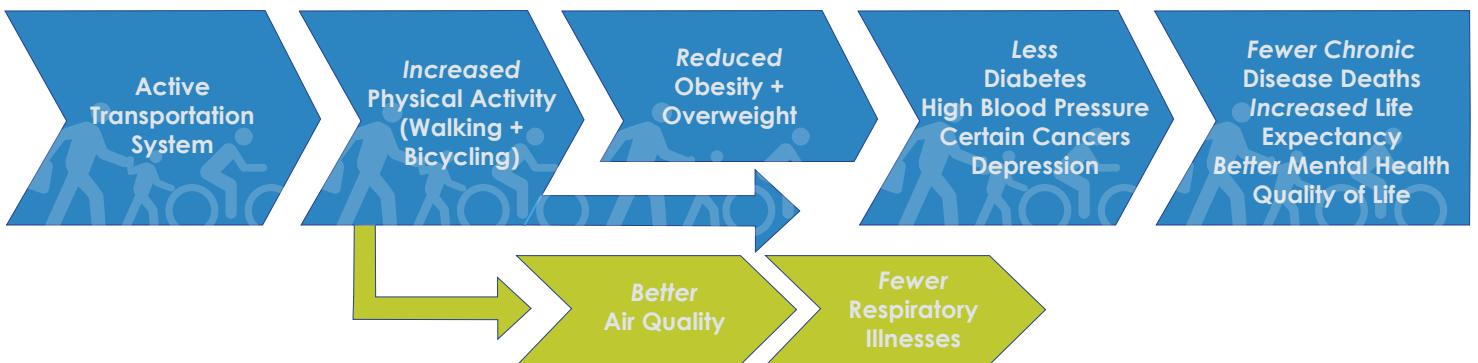 Active
Transportation
System
Increased
Physical Activity
(Walking +
Bicycling)
Reduced
Obesity +
Overweight
Less
Diabetes
High Blood Pressure
Certain Cancers
Depression
Fewer Chronic
Disease Deaths
Increased Life
Expectancy
Better Mental Health
Quality of Life
Better
Air Quality
Fewer
Respiratory
Illnesses